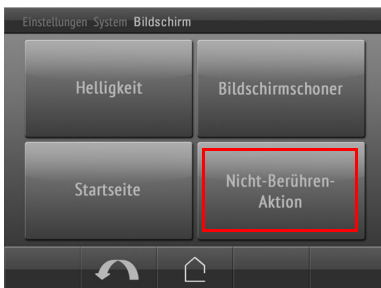 Einstellungen System Bildschirm
Helligkeit
Bildschirmschoner
Startseite
Nicht-Berühren-
Aktion